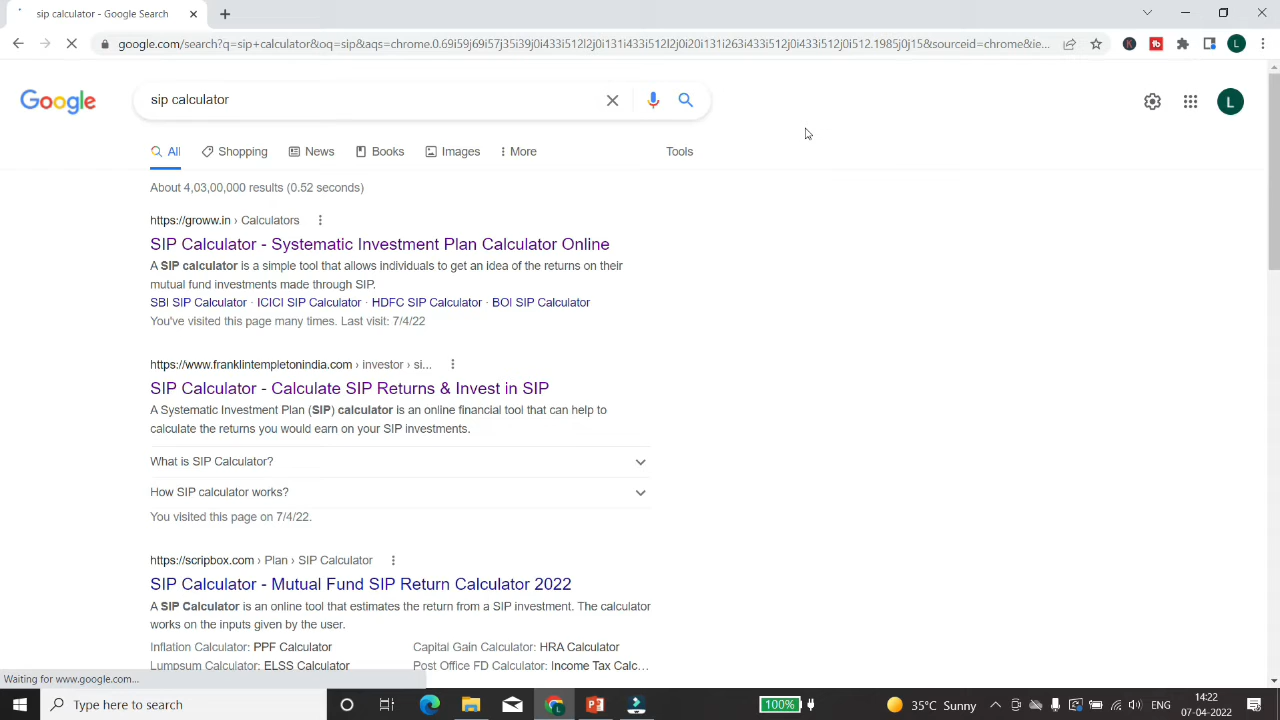 sip calculator - Google Search
google.com/search?q=sip+calculator&oq=sip&aqs=chrome.0.69i59j69i57j35i39j0i433i512l2j0i131i433i512l2j0i20i131i263i433i512j0i433i512j0i512.1985j0j15&sourceid=chrome&ie...
L
Google
sip calculator
L
All
Shopping
News
Books
Images
More
Tools
About 4,03,00,000 results (0.52 seconds)
https://groww.in › Calculators
SIP Calculator - Systematic Investment Plan Calculator Online
A SIP calculator is a simple tool that allows individuals to get an idea of the returns on their
mutual fund investments made through SIP.
SBI SIP Calculator · ICICI SIP Calculator · HDFC SIP Calculator · BOI SIP Calculator
You've visited this page many times. Last visit: 7/4/22
https://www.franklintempletonindia.com › investor › si...
SIP Calculator - Calculate SIP Returns & Invest in SIP
A Systematic Investment Plan (SIP) calculator is an online financial tool that can help to
calculate the returns you would earn on your SIP investments.
What is SIP Calculator?
How SIP calculator works?
You visited this page on 7/4/22.
https://scripbox.com › Plan › SIP Calculator
SIP Calculator - Mutual Fund SIP Return Calculator 2022
A SIP Calculator is an online tool that estimates the return from a SIP investment. The calculator
works on the inputs given by the user.
Inflation Calculator: PPF Calculator
Capital Gain Calculator: HRA Calculator
Lumpsum Calculator: ELSS Calculator
Post Office FD Calculator: Income Tax Calc...
Waiting for www.google.com...
Type here to search
100%
35°C Sunny
ENG
14:22
07-04-2022